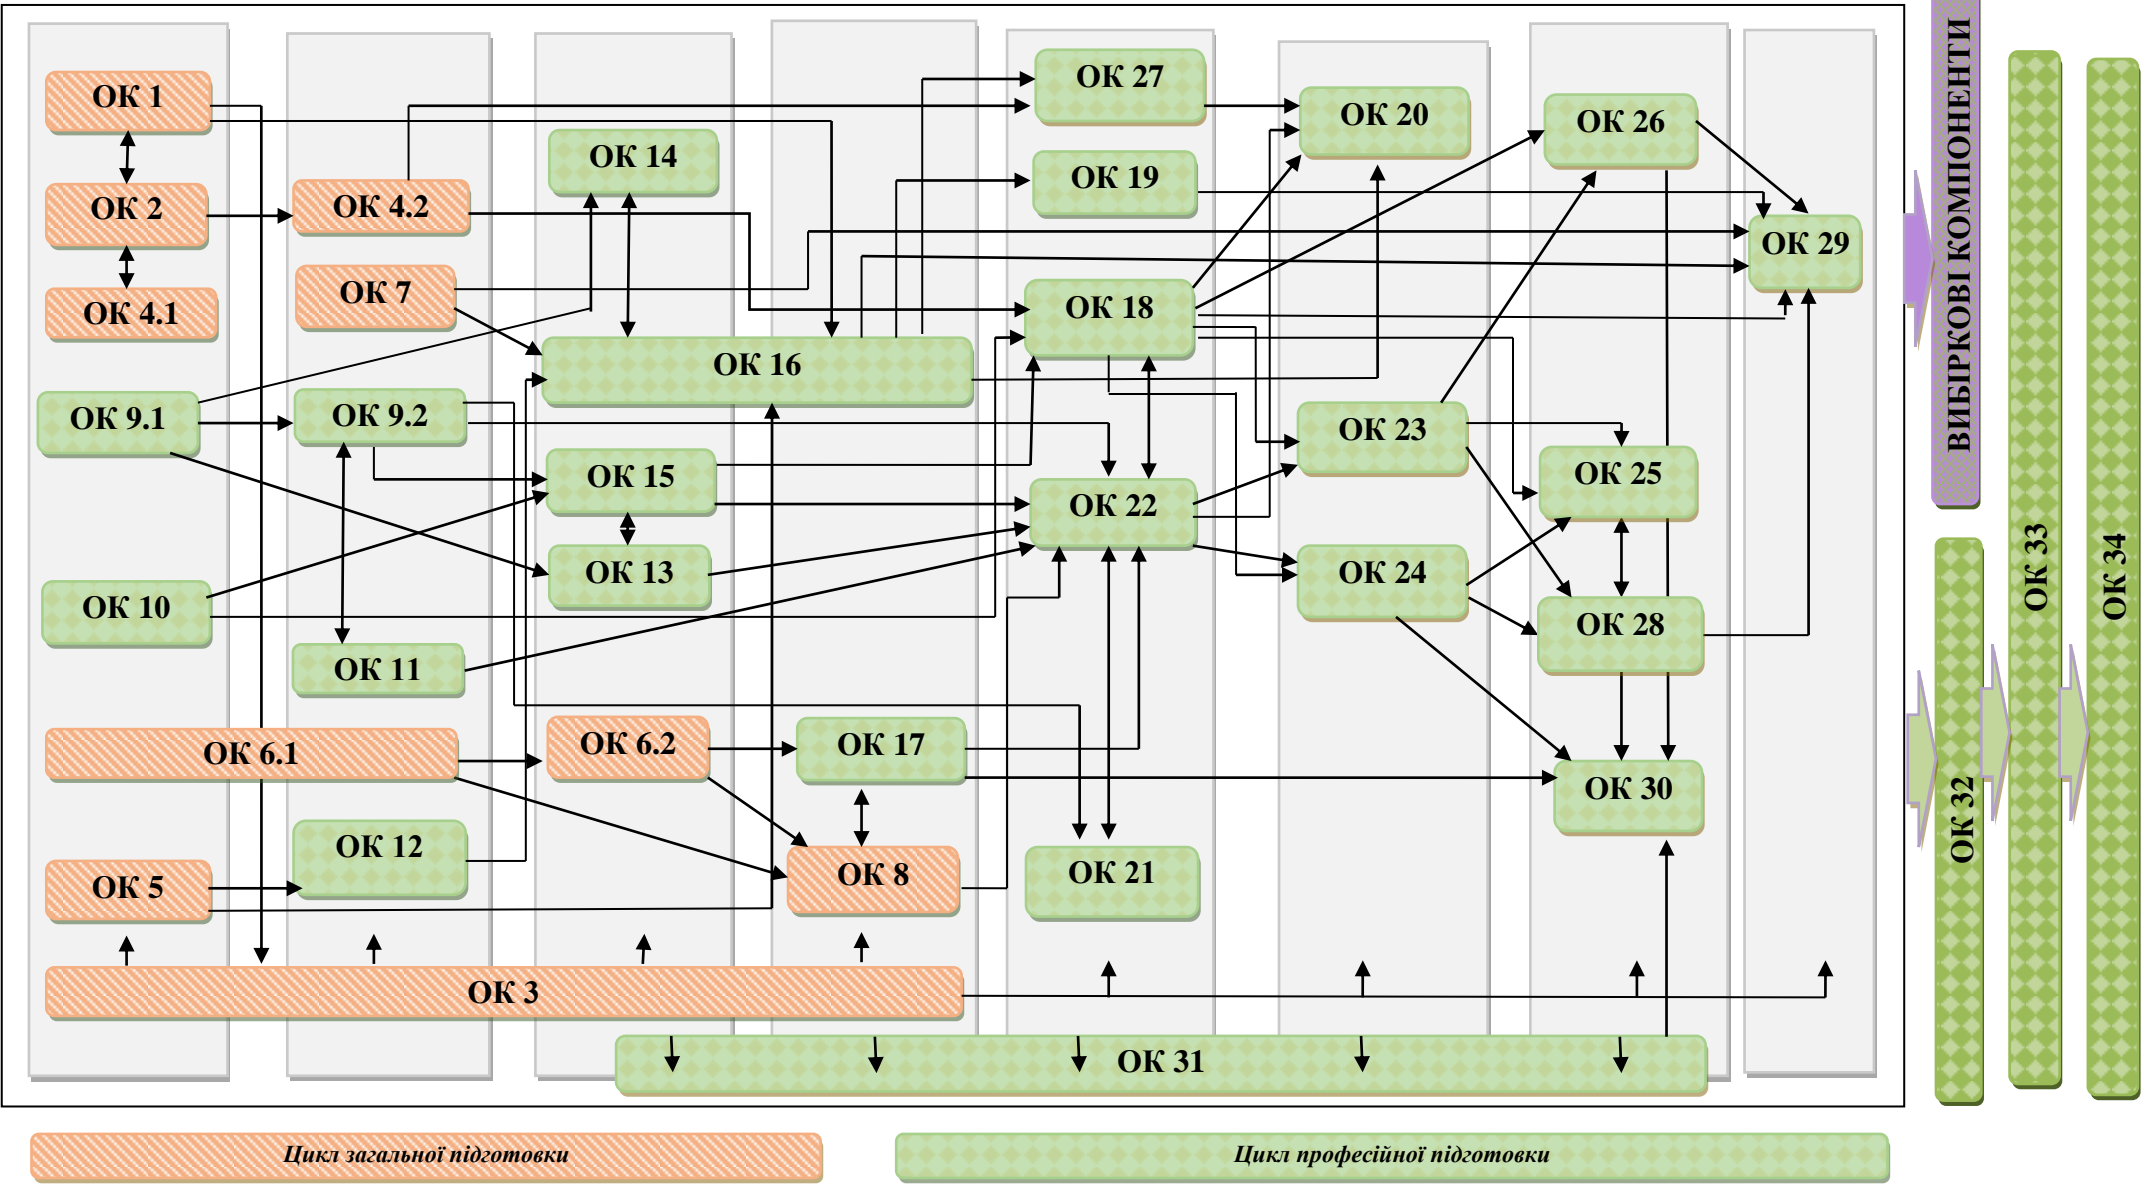 ОК 1
ОК 2
ОК 4.1
ОК 9.1
ОК 10
ОК 6.1
ОК 5
ОК 3
ОК 4.2
ОК 7
ОК 9.2
ОК 11
ОК 12
ОК 14
ОК 16
ОК 15
ОК 13
ОК 6.2
ОК 17
ОК 8
ОК 27
ОК 19
ОК 18
ОК 22
ОК 21
ОК 20
ОК 23
ОК 24
ОК 26
ОК 25
ОК 28
ОК 30
ОК 29
ОК 31
ВИБІРКОВІ КОМПІОНЕНТИ
ОК 32
ОК 33
ОК 34
Цикл загальної підготовки
Цикл професійної підготовки